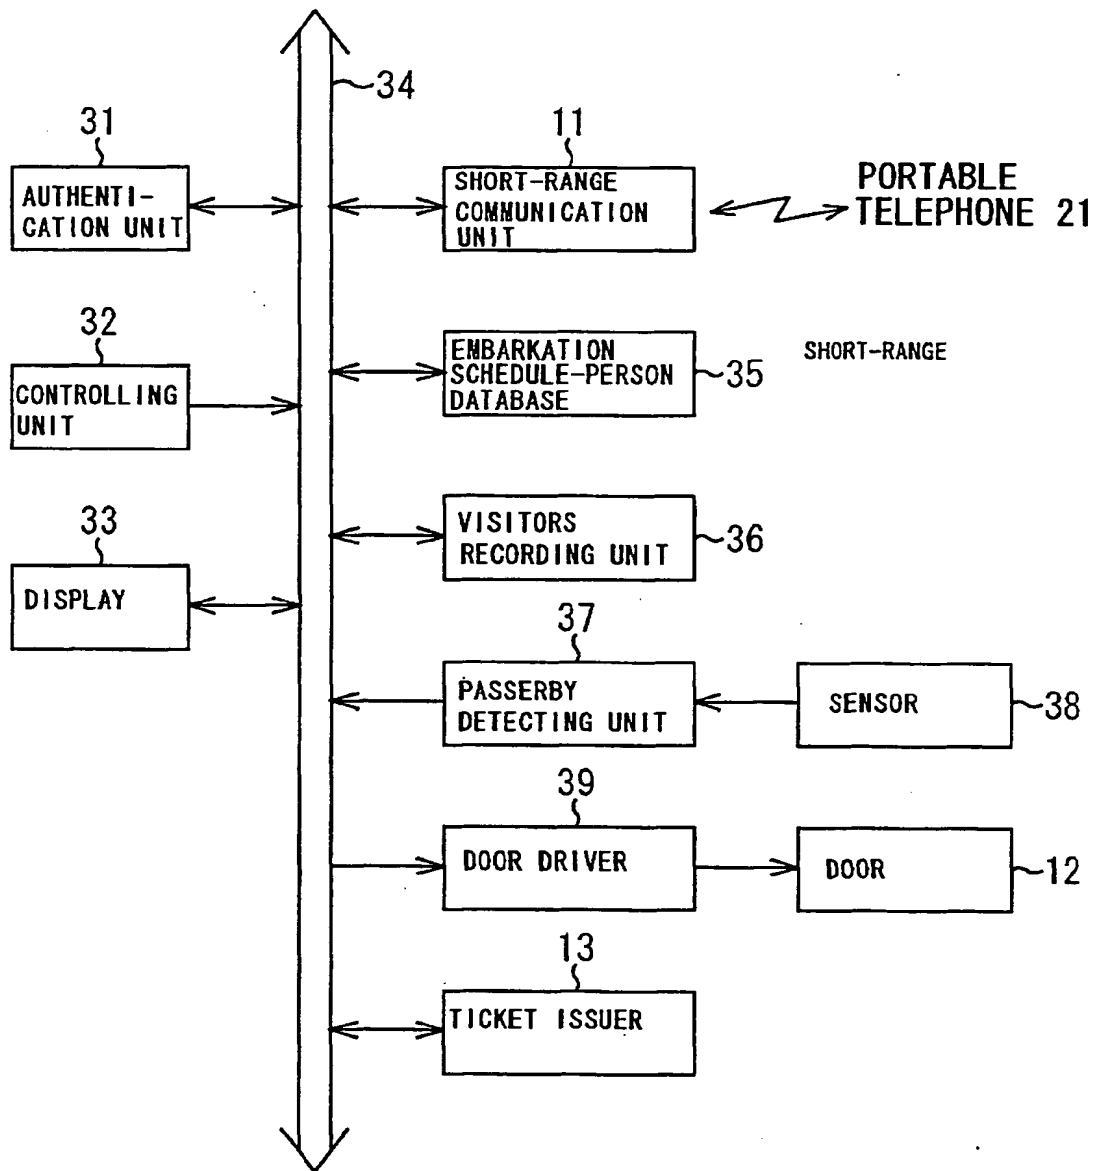 34
31
11
AUTHENTI-
CATION UNIT
SHORT-RANGE
COMMUNICATION
UNIT
PORTABLE
TELEPHONE 21
32
CONTROLLING
UNIT
EMBARKATION
SCHEDULE-PERSON
DATABASE
35
SHORT-RANGE
33
DISPLAY
VISITORS
RECORDING UNIT
36
37
PASSERBY
DETECTING UNIT
SENSOR
38
39
DOOR DRIVER
DOOR
12
13
TICKET ISSUER